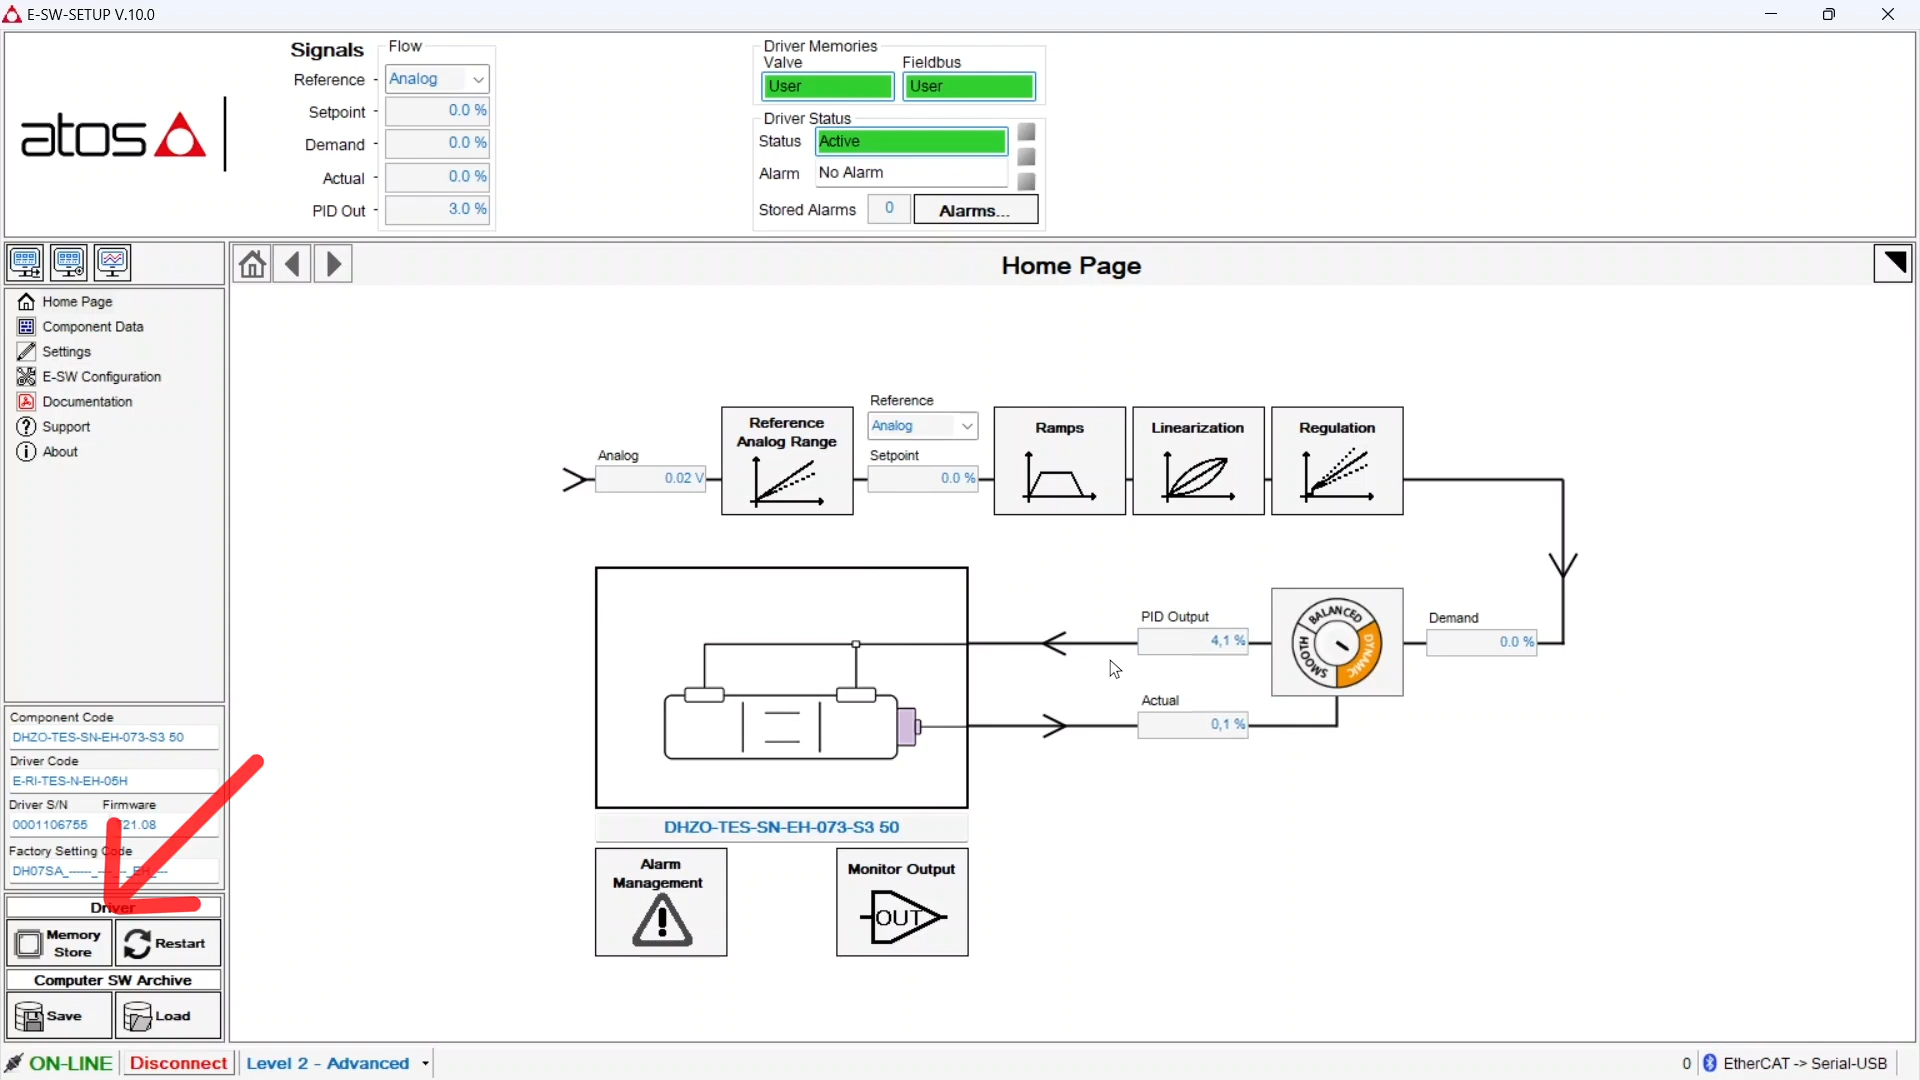 E-SW-SETUP V.10.0
atos
Signals
Flow
Reference - Analog
Setpoint - 0.0 %
Demand - 0.0 %
Actual - 0.0 %
PID Out - 3.0 %
Driver Memories
Valve Fieldbus
User User
Driver Status
Status Active
Alarm No Alarm
Stored Alarms 0 Alarms...
Home Page
Home Page
Component Data
Settings
E-SW Configuration
Documentation
Support
About
Component Code
DHZO-TES-SN-EH-073-S3 50
Driver Code
E-RI-TES-N-EH-05H
Driver S/N Firmware
0001106755 21.08
Factory Setting Code
Driver
Memory Store
Restart
Computer SW Archive
Save Load
Analog
0.02 V
Reference
Analog Range
Reference
Analog
Setpoint
0.0 %
Ramps
Linearization
Regulation
PID Output
4,1 %
BALANCED
DYNAMIC
SMOOTH
Demand
0.0 %
Actual
0,1 %
DHZO-TES-SN-EH-073-S3 50
Alarm
Management
Monitor Output
OUT
ON-LINE Disconnect Level 2 - Advanced
0 EtherCAT -> Serial-USB